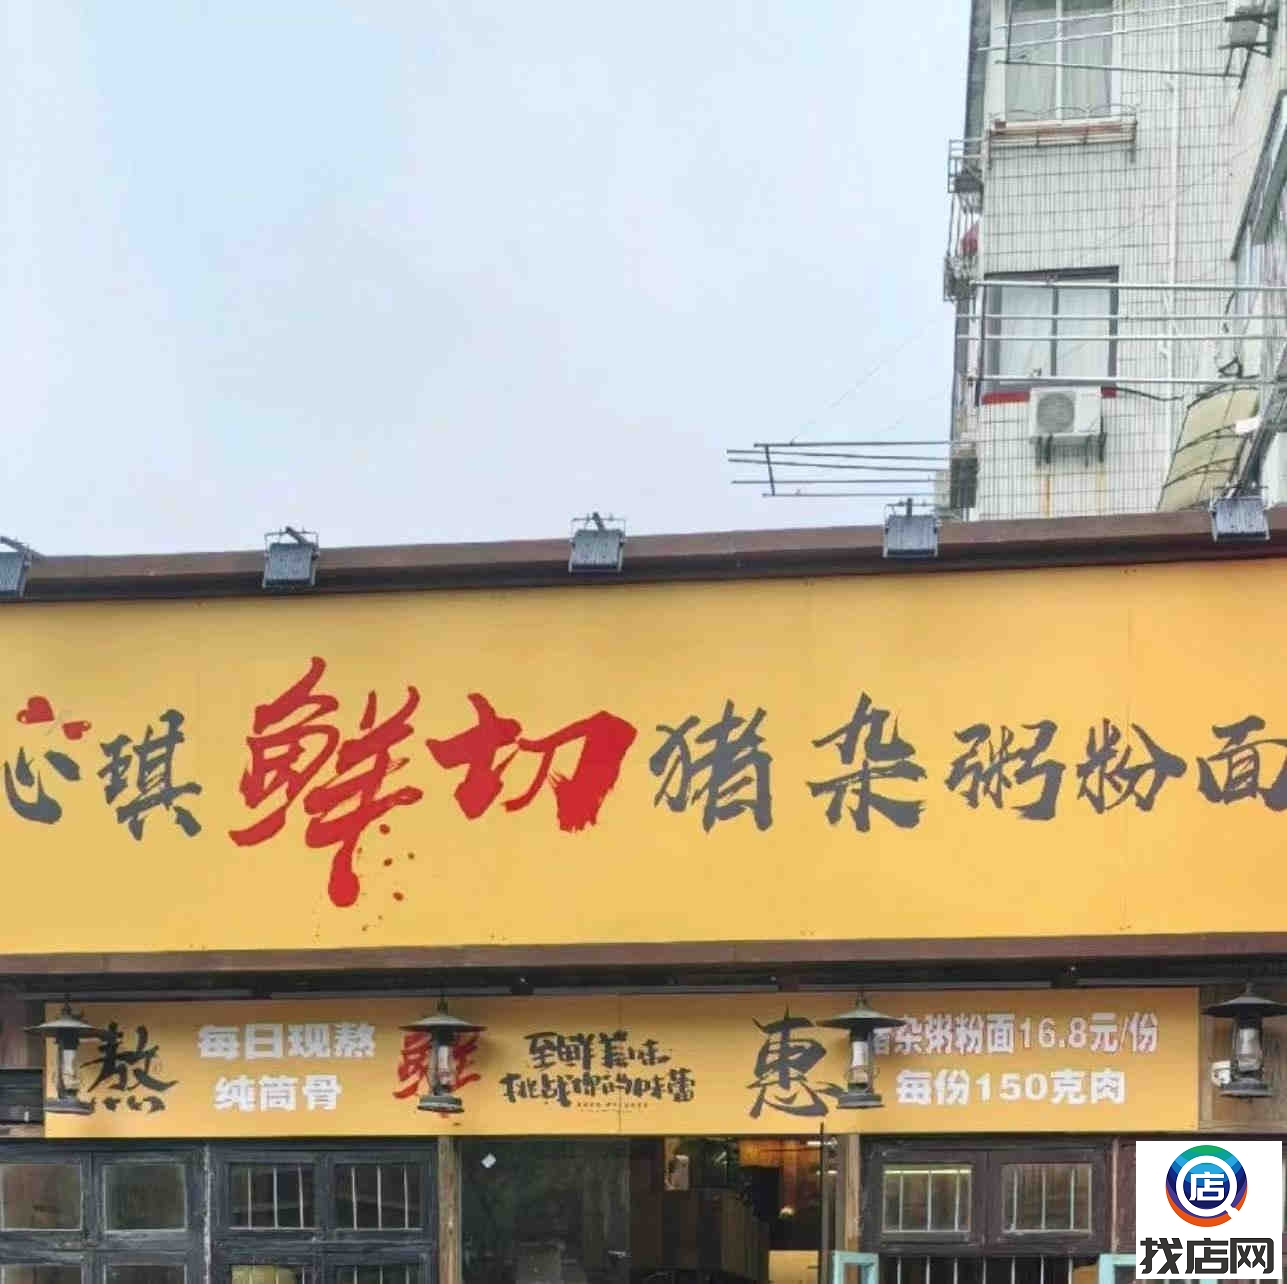 心琪鲜切猪杂粥粉面
熬
每日现熬
纯筒骨
鲜
至鲜美味
挑战你的味蕾
惠
猪杂粥粉面16.8元/份
每份150克肉
店
找店网